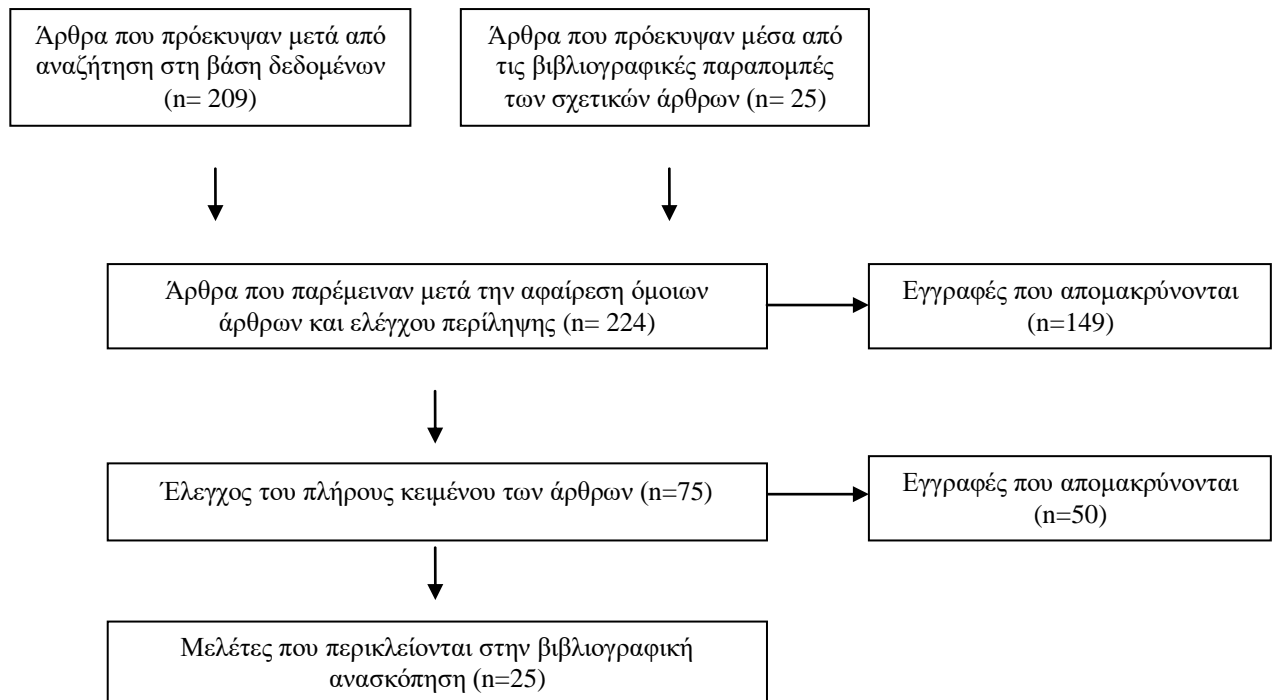 Άρθρα που πρόεκυψαν μετά από
αναζήτηση στη βάση δεδομένων
(n= 209)
Άρθρα που πρόεκυψαν μέσα από
τις βιβλιογραφικές παραπομπές
των σχετικών άρθρων (n= 25)
Άρθρα που παρέμειναν μετά την αφαίρεση όμοιων
άρθρων και ελέγχου περίληψης (n= 224)
Εγγραφές που απομακρύνονται
(n=149)
Έλεγχος του πλήρους κειμένου των άρθρων (n=75)
Εγγραφές που απομακρύνονται
(n=50)
Μελέτες που περικλείονται στην βιβλιογραφική
ανασκόπηση (n=25)